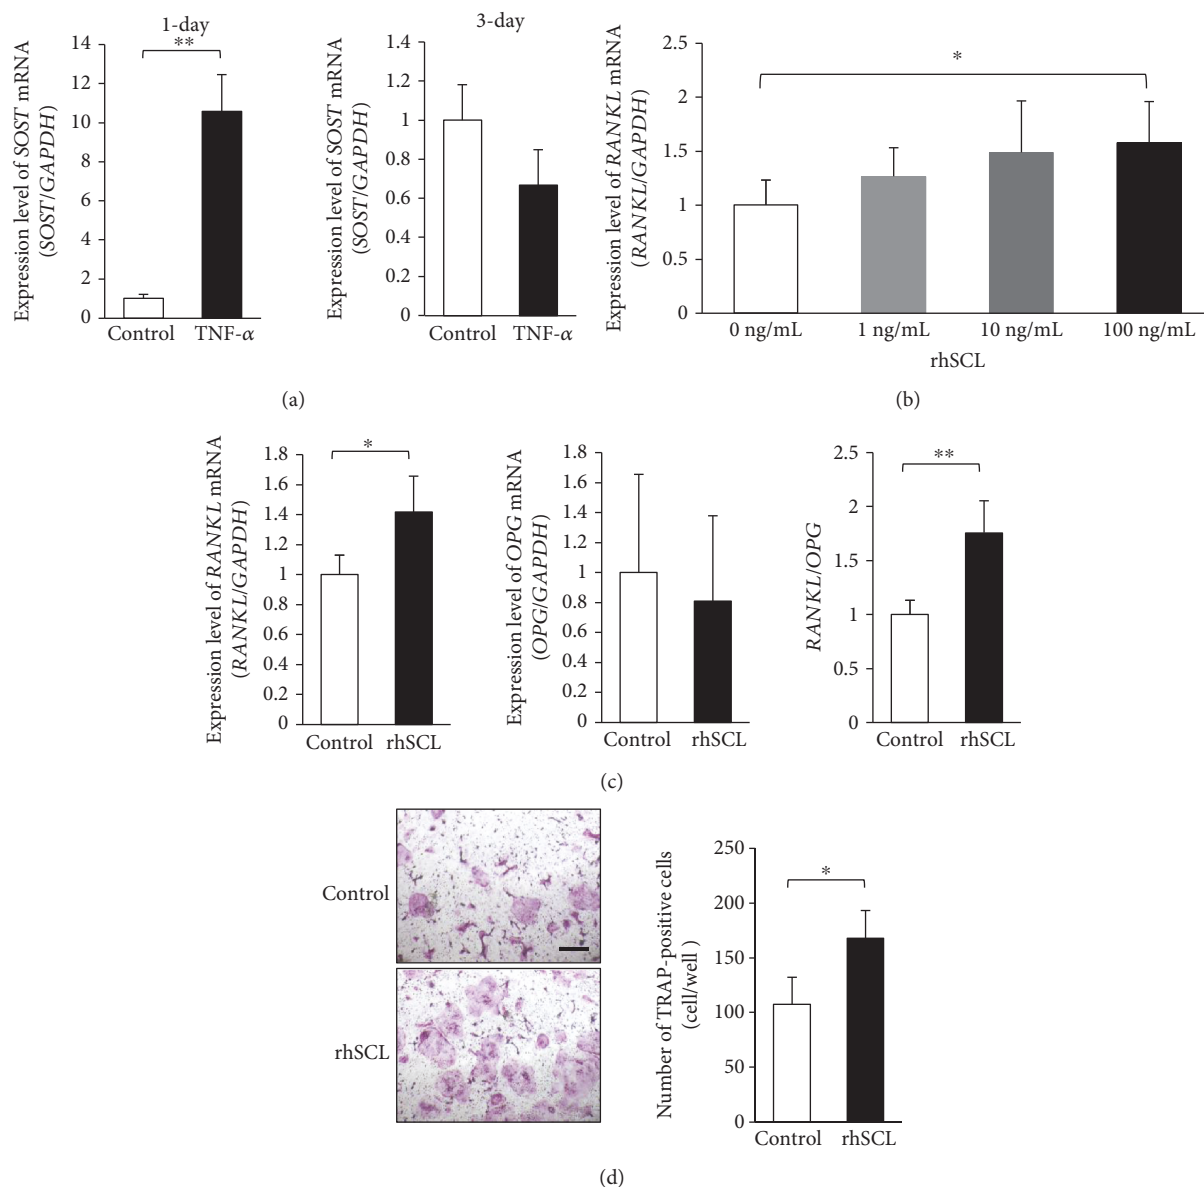 1-day
**
Expression level of SOST mRNA
(SOST/GAPDH)
14
12
10
8
6
4
2
0
Control TNF-α
3-day
Expression level of SOST mRNA
(SOST/GAPDH)
1.4
1.2
1
0.8
0.6
0.4
0.2
0
Control TNF-α
(a)
*
Expression level of RANKL mRNA
(RANKL/GAPDH)
2.5
2
1.5
1
0.5
0
0 ng/mL 1 ng/mL 10 ng/mL 100 ng/mL
rhSCL
(b)
*
Expression level of RANKL mRNA
(RANKL/GAPDH)
1.8
1.6
1.4
1.2
1
0.8
0.6
0.4
0.2
0
Control rhSCL
Expression level of OPG mRNA
(OPG/GAPDH)
1.8
1.6
1.4
1.2
1
0.8
0.6
0.4
0.2
0
Control rhSCL
**
RANKL/OPG
2.5
2
1.5
1
0.5
0
Control rhSCL
(c)
Control
rhSCL
*
Number of TRAP-positive cells
(cell/well )
250
200
150
100
50
0
Control rhSCL
(d)